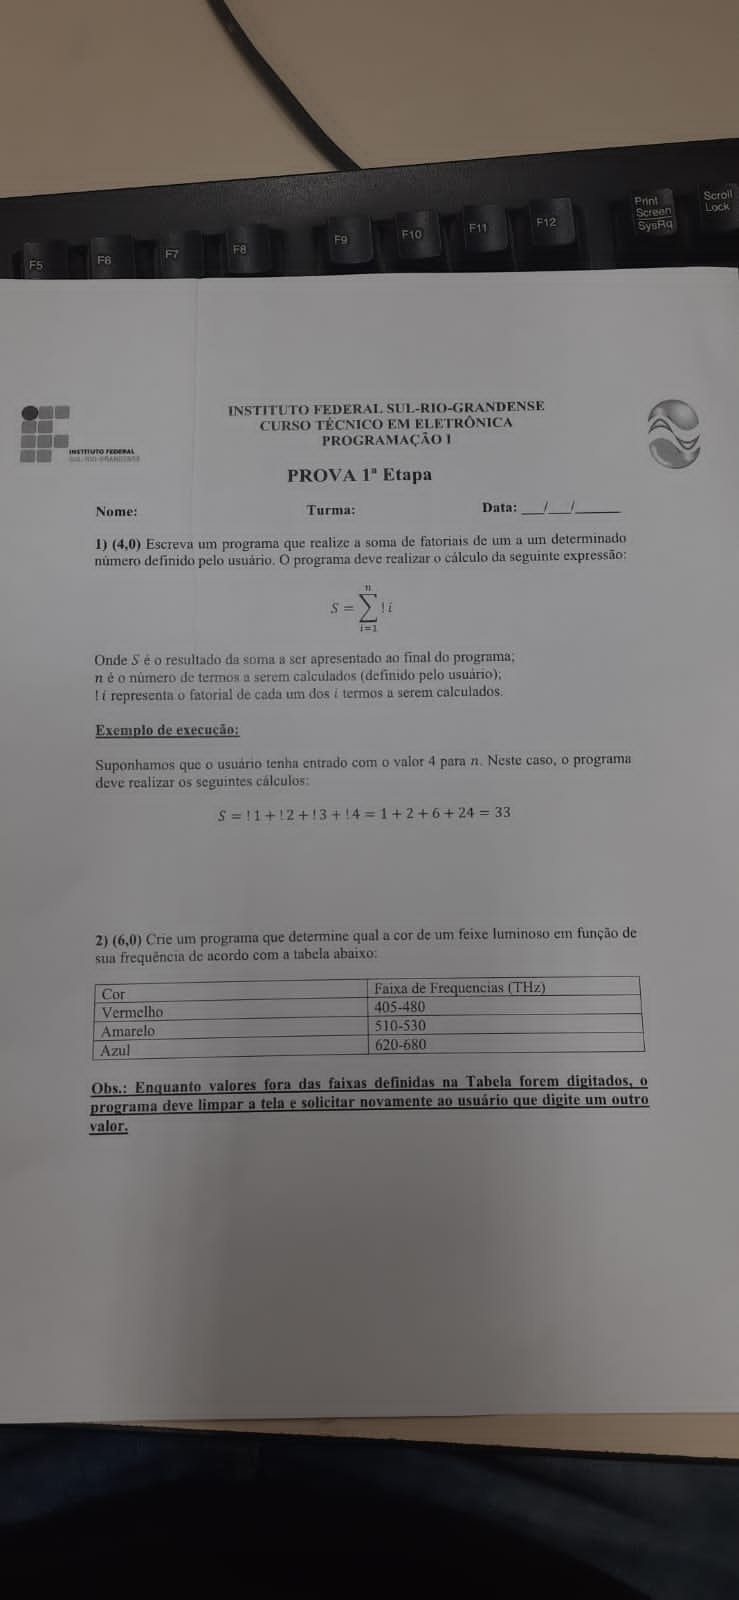 Print
Screen
SysRq
Scroll
Lock
F5
F6
F7
F8
F9
F10
F11
F12
INSTITUTO FEDERAL
SUL-RIO-GRANDENSE
INSTITUTO FEDERAL SUL-RIO-GRANDENSE
CURSO TÉCNICO EM ELETRÔNICA
PROGRAMAÇÃO I
PROVA 1ª Etapa
Nome: Turma: Data: ___/___/______
1) (4,0) Escreva um programa que realize a soma de fatoriais de um a um determinado
número definido pelo usuário. O programa deve realizar o cálculo da seguinte expressão:
n
S = ∑ ! i
i=1
Onde S é o resultado da soma a ser apresentado ao final do programa;
n é o número de termos a serem calculados (definido pelo usuário);
! i representa o fatorial de cada um dos i termos a serem calculados.
Exemplo de execução:
Suponhamos que o usuário tenha entrado com o valor 4 para n. Neste caso, o programa
deve realizar os seguintes cálculos:
S = ! 1 + ! 2 + ! 3 + ! 4 = 1 + 2 + 6 + 24 = 33
2) (6,0) Crie um programa que determine qual a cor de um feixe luminoso em função de
sua frequência de acordo com a tabela abaixo:
Cor Faixa de Frequencias (THz)
Vermelho 405-480
Amarelo 510-530
Azul 620-680
Obs.: Enquanto valores fora das faixas definidas na Tabela forem digitados, o
programa deve limpar a tela e solicitar novamente ao usuário que digite um outro
valor.